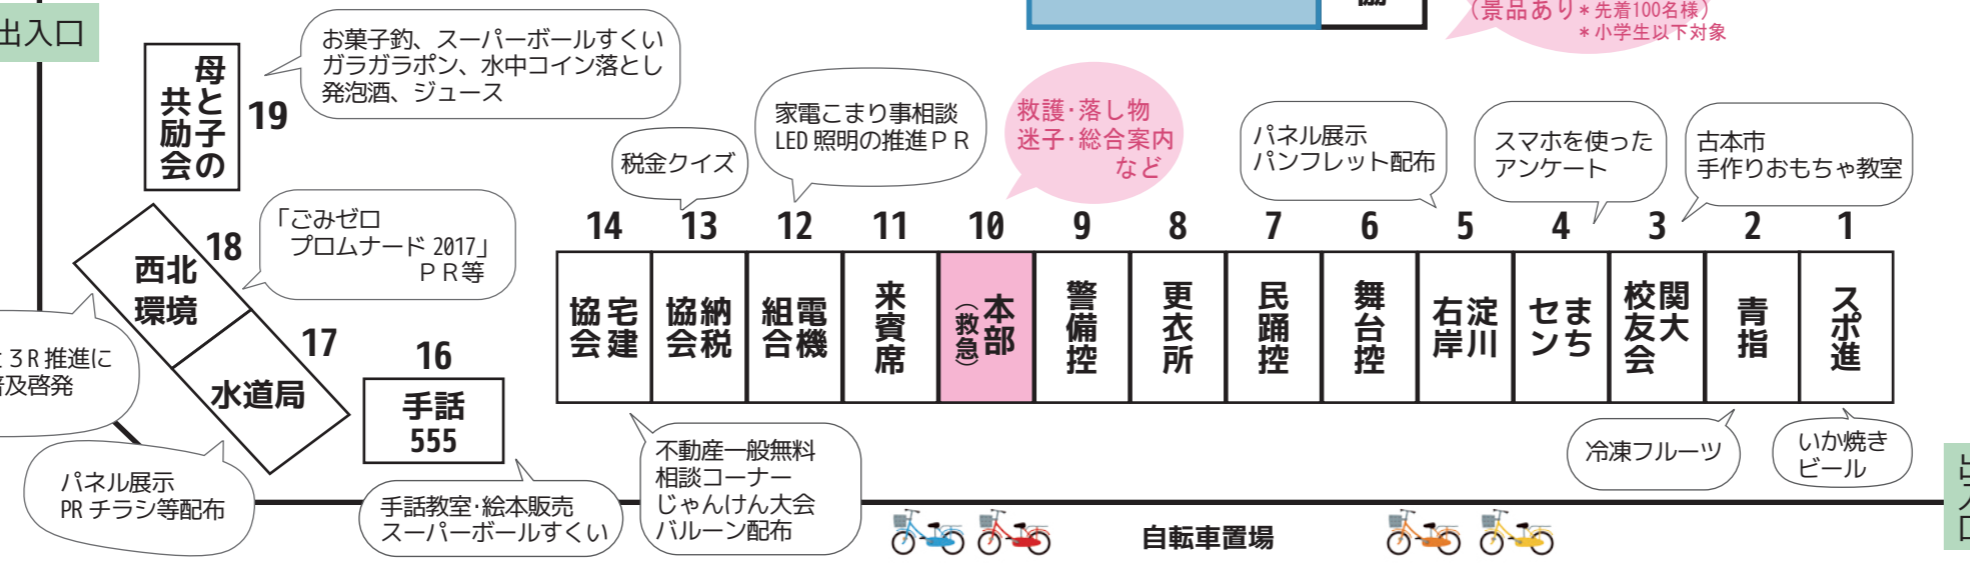 出入口
協
(景品あり＊先着100名様)
＊小学生以下対象
母と子の
共励会
19
お菓子釣、スーパーボールすくい
ガラガラポン、水中コイン落とし
発泡酒、ジュース
西北
環境
18
「ごみゼロ
プロムナード2017」
ＰＲ等
３R推進に
普及啓発
水道局
17
パネル展示
PRチラシ等配布
16
手話
555
手話教室･絵本販売
スーパーボールすくい
14
宅建
協会
不動産一般無料
相談コーナー
じゃんけん大会
バルーン配布
13
納税
協会
税金クイズ
12
電機
組合
家電こまり事相談
LED照明の推進ＰＲ
11
来賓席
10
本部
(救急)
救護･落し物
迷子･総合案内
など
9
警備控
8
更衣所
7
民踊控
6
舞台控
5
淀川
右岸
パネル展示
パンフレット配布
4
まち
セン
スマホを使った
アンケート
3
関大
校友会
古本市
手作りおもちゃ教室
2
青指
冷凍フルーツ
1
スポ進
いか焼き
ビール
自転車置場
出入口